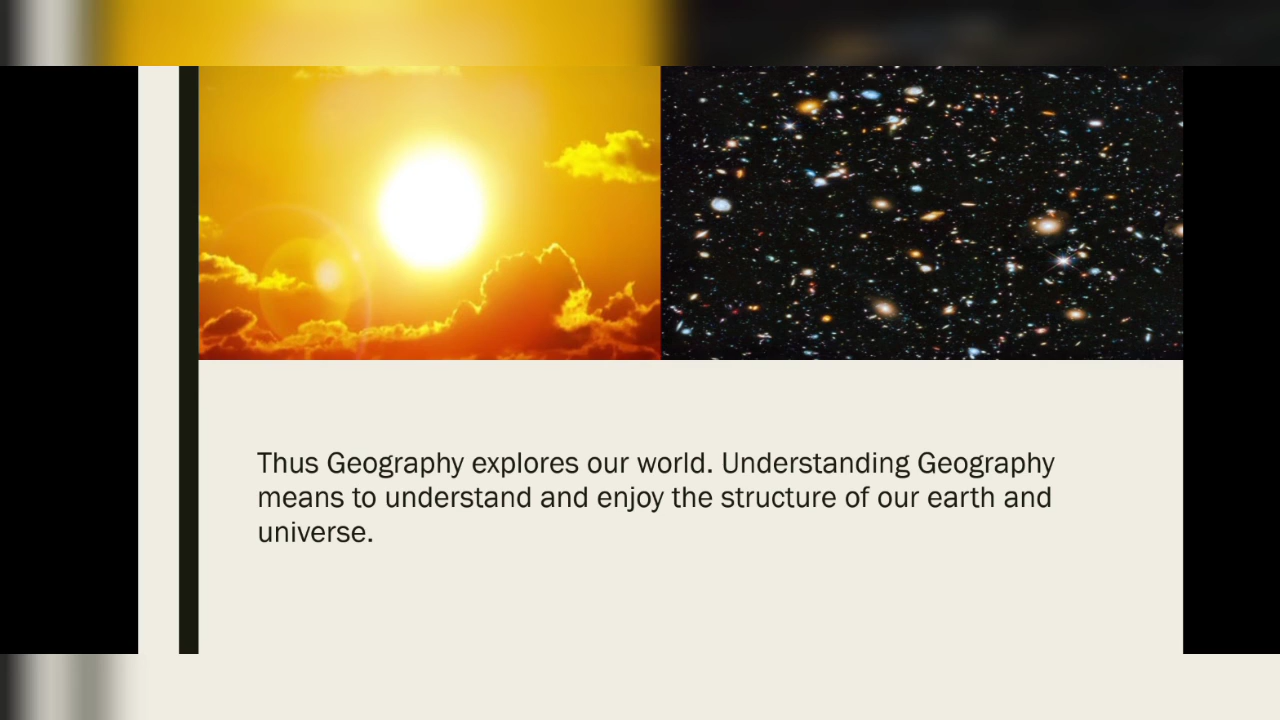 Thus Geography explores our world. Understanding Geography
means to understand and enjoy the structure of our earth and
universe.